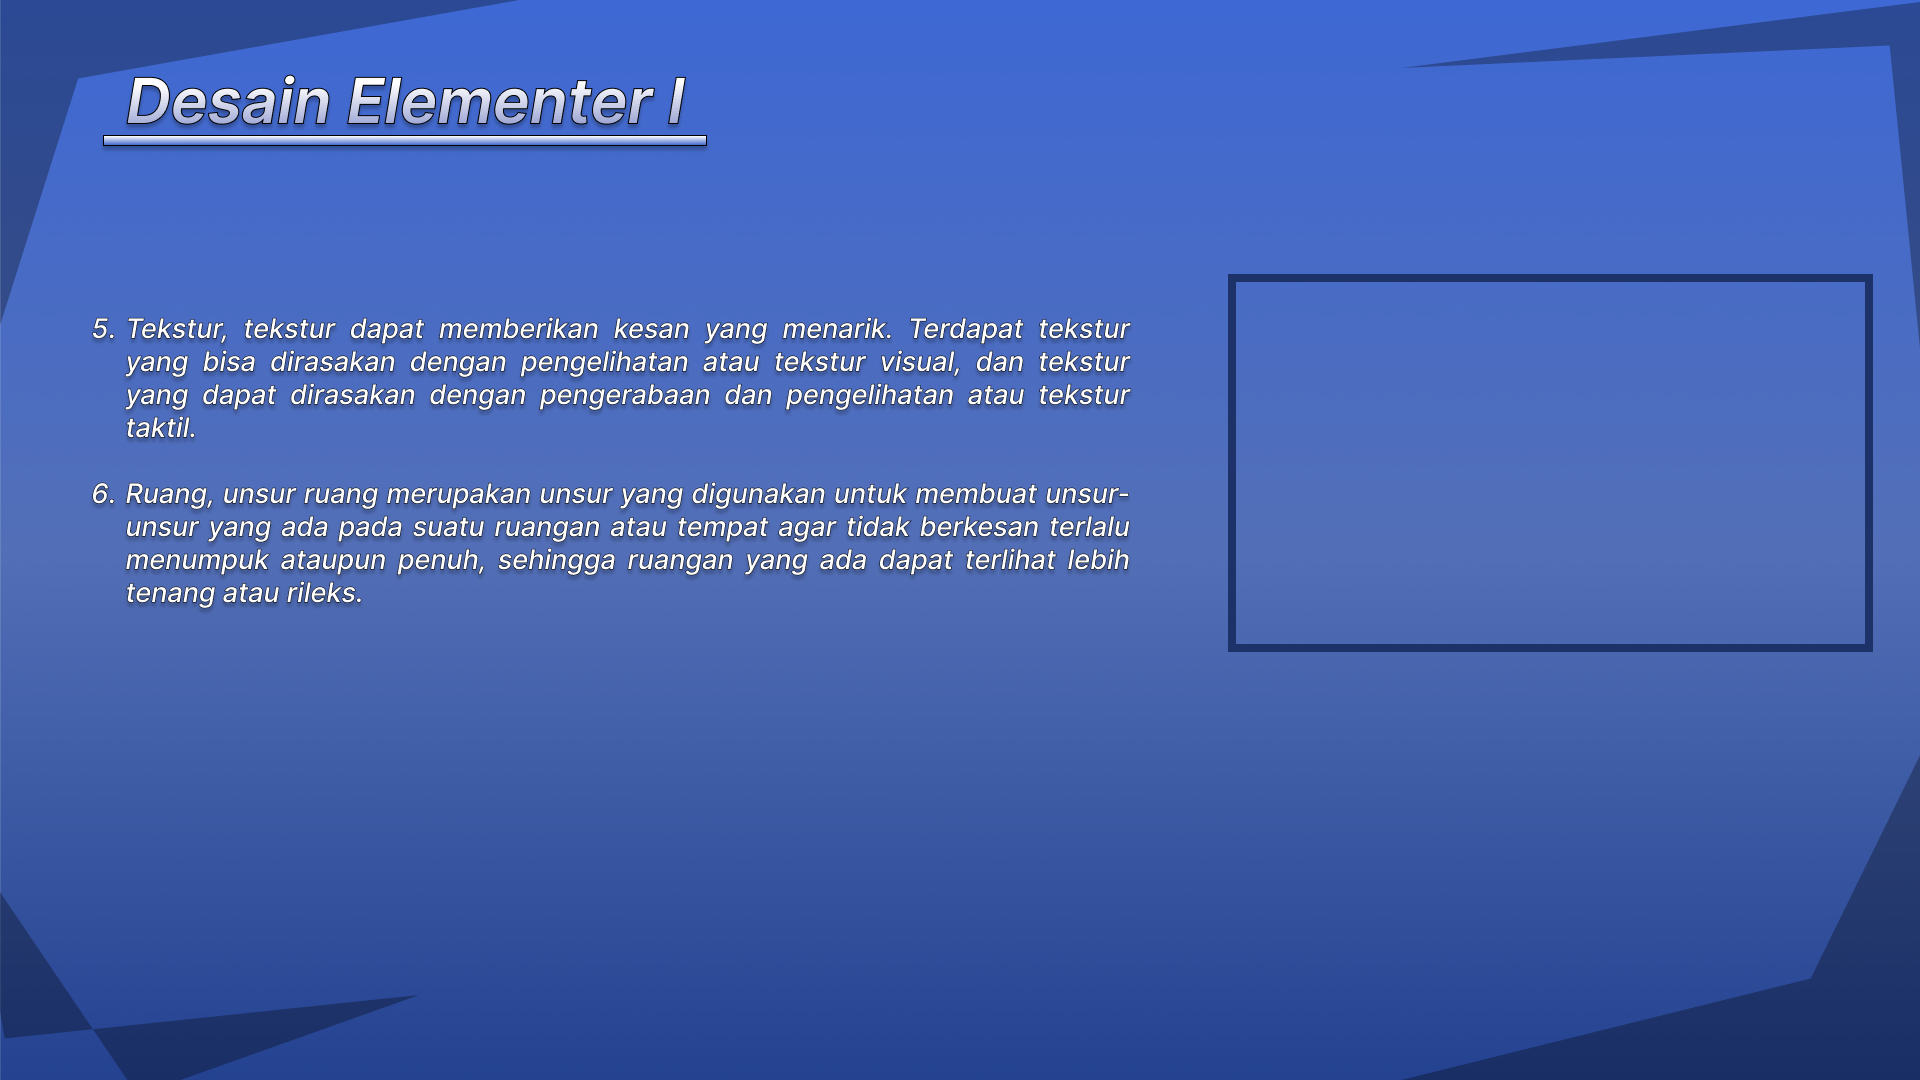 Desain Elementer I
5. Tekstur, tekstur dapat memberikan kesan yang menarik. Terdapat tekstur
yang bisa dirasakan dengan pengelihatan atau tekstur visual, dan tekstur
yang dapat dirasakan dengan pengerabaan dan pengelihatan atau tekstur
taktil.
6. Ruang, unsur ruang merupakan unsur yang digunakan untuk membuat unsur-
unsur yang ada pada suatu ruangan atau tempat agar tidak berkesan terlalu
menumpuk ataupun penuh, sehingga ruangan yang ada dapat terlihat lebih
tenang atau rileks.